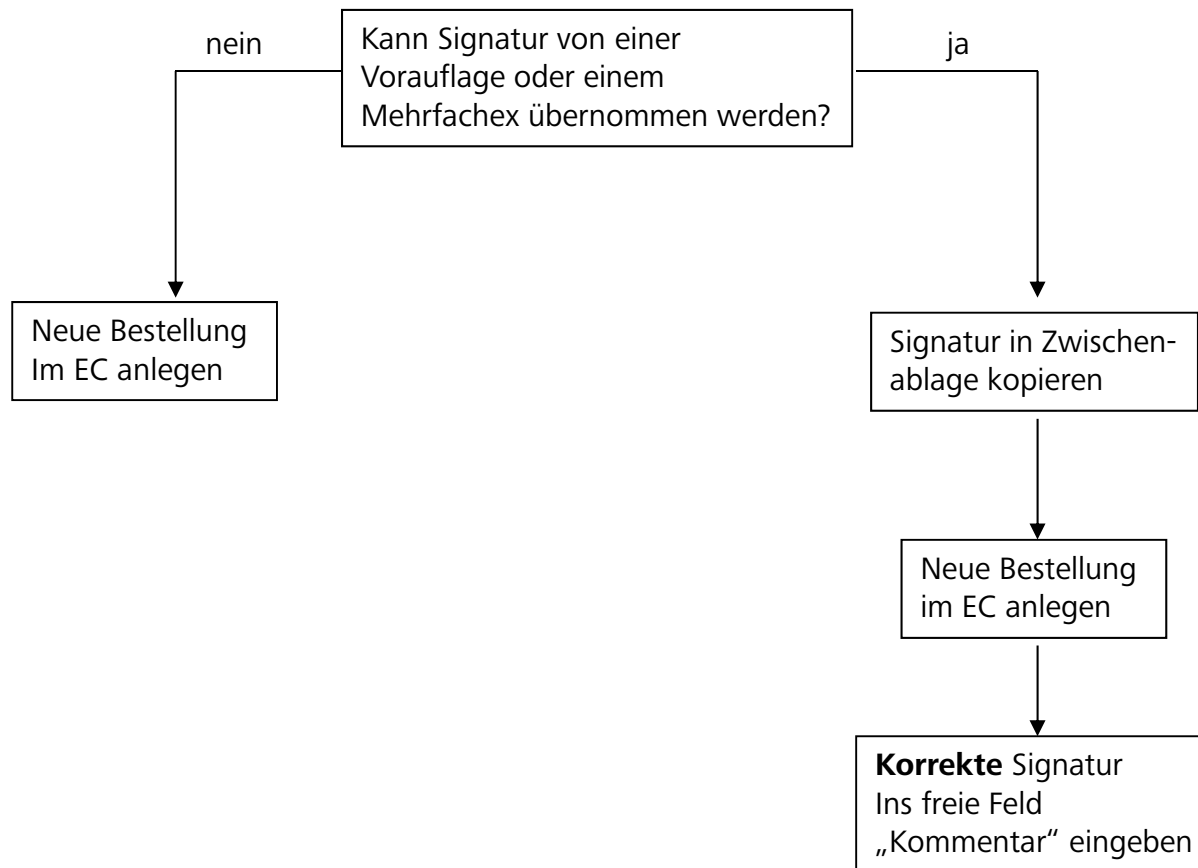 nein
Kann Signatur von einer
Vorauflage oder einem
Mehrfachex übernommen werden?
ja
Neue Bestellung
Im EC anlegen
Signatur in Zwischen-
ablage kopieren
Neue Bestellung
im EC anlegen
Korrekte Signatur
Ins freie Feld
„Kommentar“ eingeben